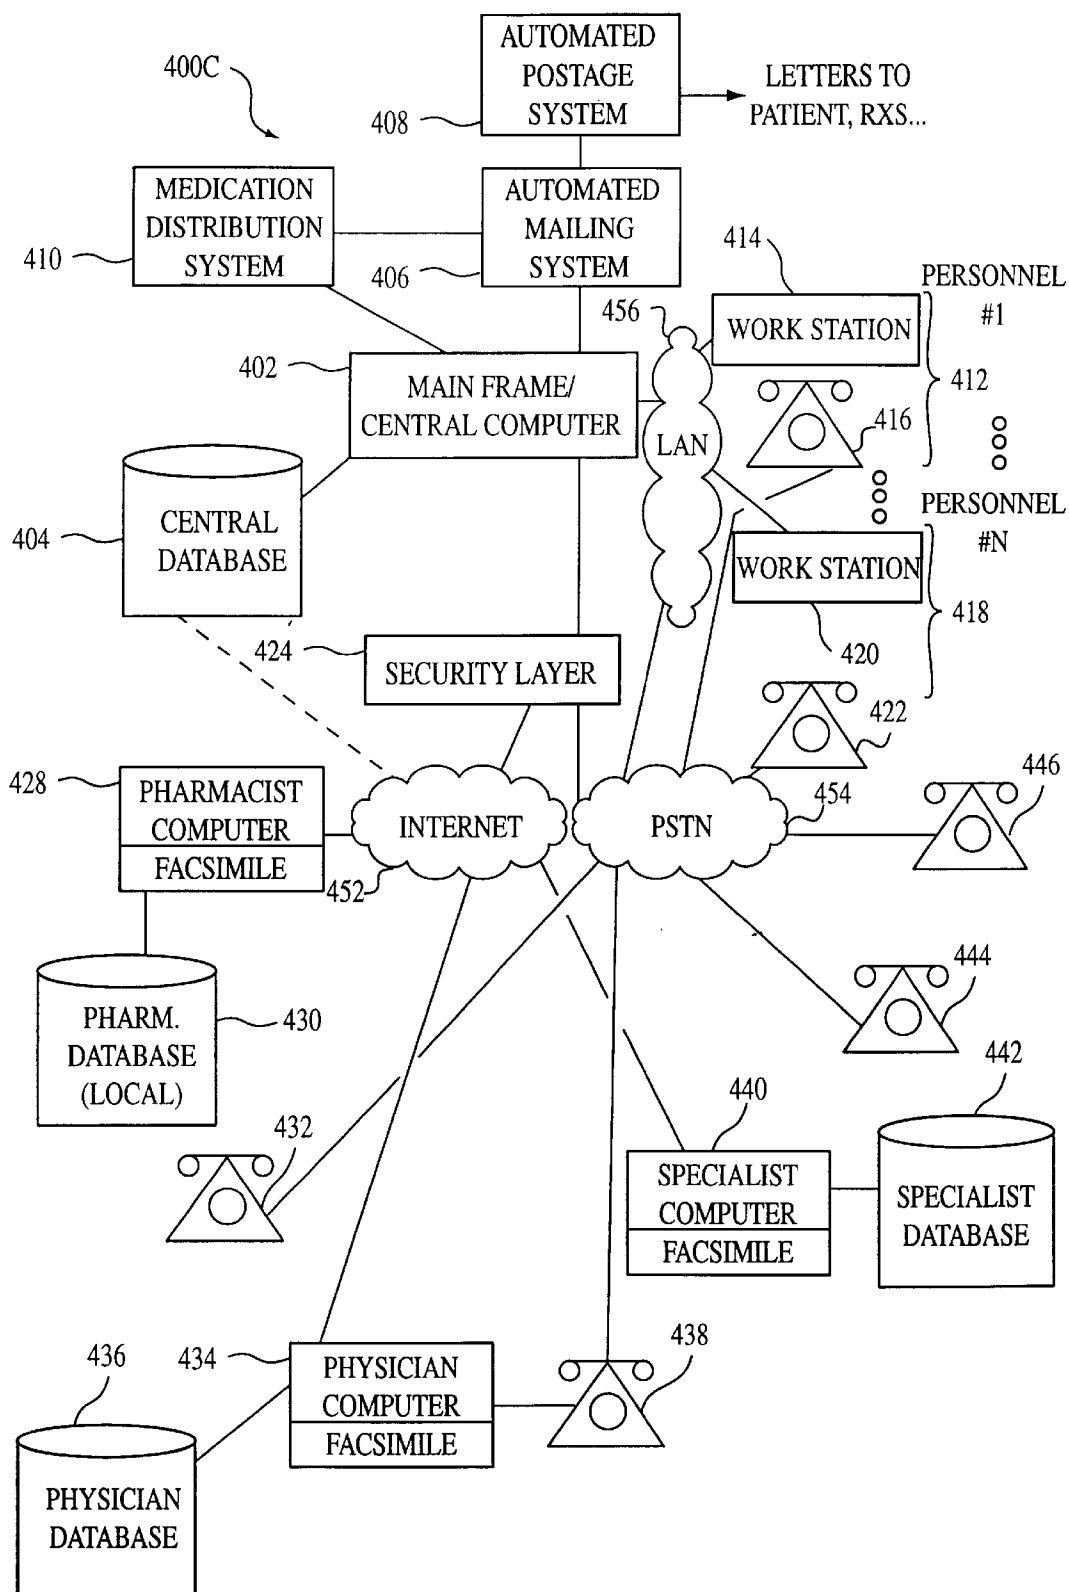 AUTOMATED
POSTAGE
SYSTEM
400C
LETTERS TO
PATIENT, RXS...
408
MEDICATION
DISTRIBUTION
SYSTEM
AUTOMATED
MAILING
SYSTEM
410
406
414
PERSONNEL
#1
456
WORK STATION
412
402
MAIN FRAME/
CENTRAL COMPUTER
416
LAN
404
CENTRAL
DATABASE
PERSONNEL
#N
WORK STATION
418
424
SECURITY LAYER
420
422
428
PHARMACIST
COMPUTER
FACSIMILE
INTERNET
452
PSTN
454
446
444
PHARM.
DATABASE
(LOCAL)
430
442
440
432
SPECIALIST
COMPUTER
FACSIMILE
SPECIALIST
DATABASE
438
436
434
PHYSICIAN
COMPUTER
FACSIMILE
PHYSICIAN
DATABASE